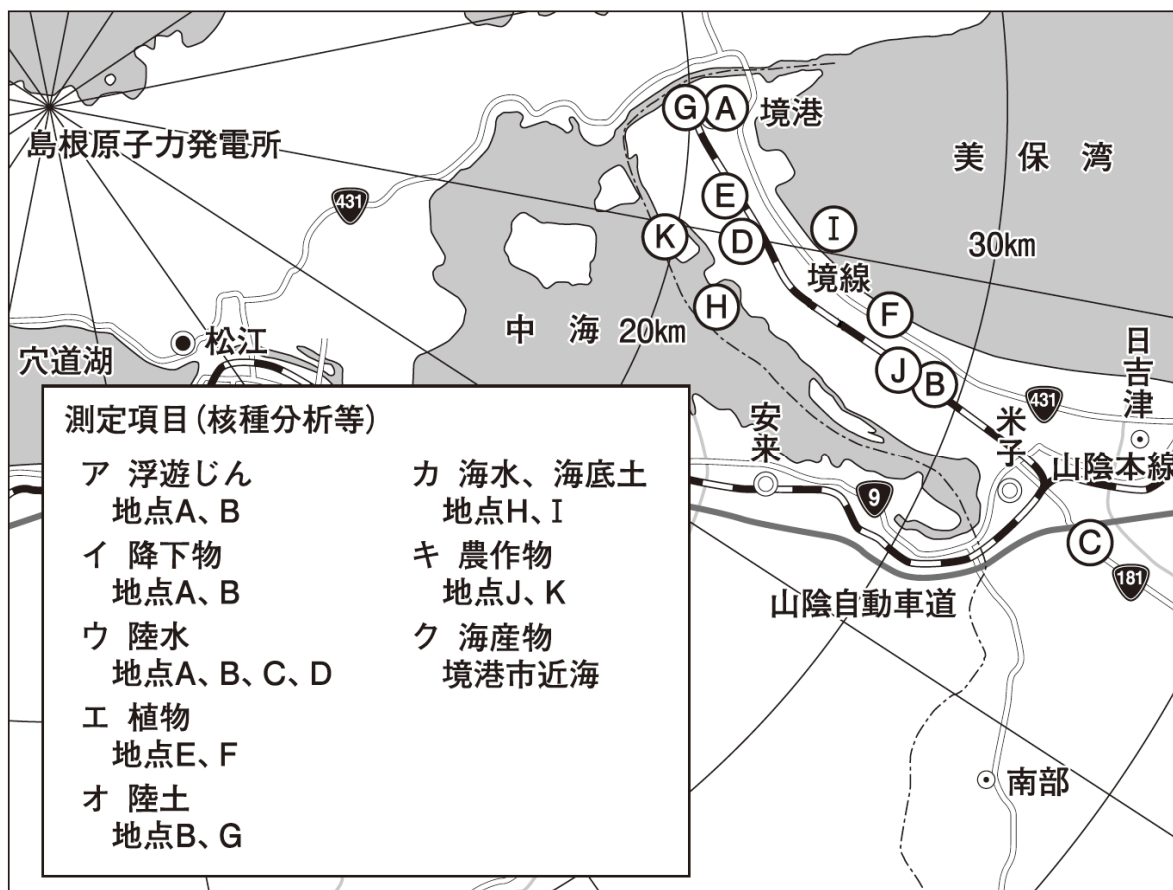 島根原子力発電所
431
穴道湖
松江
中海
20km
30km
G
A
境港
美保湾
E
D
I
K
H
境線
F
J
B
431
日吉津
米子
安来
9
山陰本線
C
181
山陰自動車道
南部
測定項目(核種分析等)
ア 浮遊じん
地点A、B
イ 降下物
地点A、B
ウ 陸水
地点A、B、C、D
エ 植物
地点E、F
オ 陸土
地点B、G
カ 海水、海底土
地点H、I
キ 農作物
地点J、K
ク 海産物
境港市近海